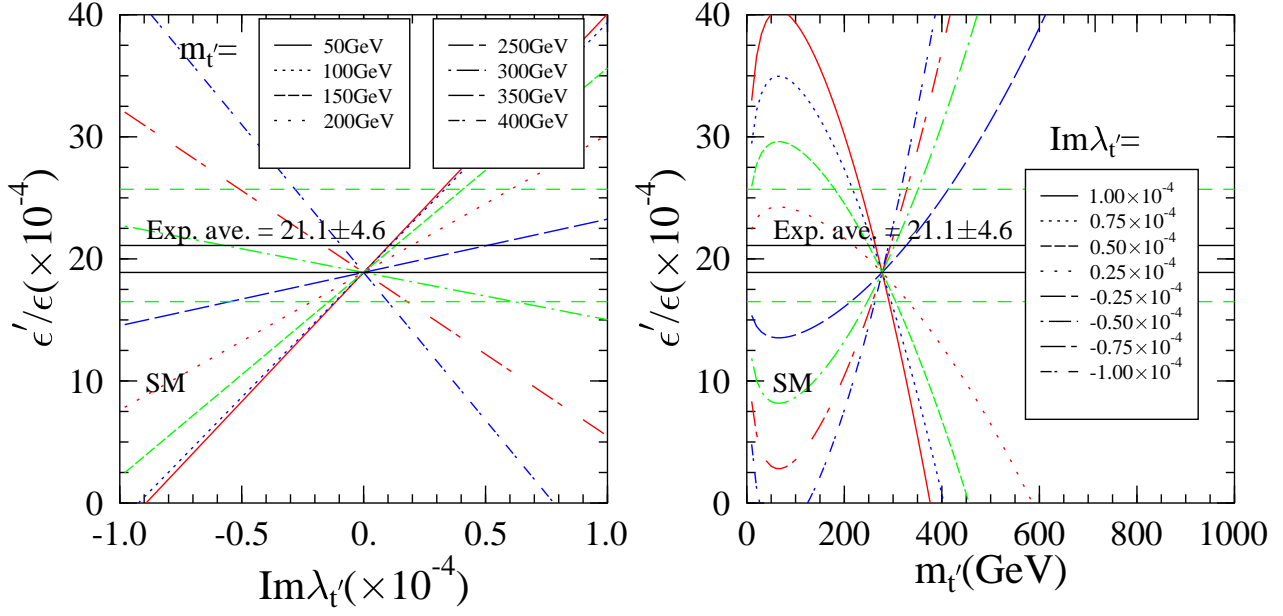 40
30
20
10
0
ϵ′/ϵ(×10⁻⁴)
m_t′=
50GeV
100GeV
150GeV
200GeV
250GeV
300GeV
350GeV
400GeV
Exp. ave. = 21.1±4.6
SM
-1.0 -0.5 0. 0.5 1.0
Imλ_t′(×10⁻⁴)
40
30
20
10
0
ϵ′/ϵ(×10⁻⁴)
Imλ_t′=
1.00×10⁻⁴
0.75×10⁻⁴
0.50×10⁻⁴
0.25×10⁻⁴
-0.25×10⁻⁴
-0.50×10⁻⁴
-0.75×10⁻⁴
-1.00×10⁻⁴
Exp. ave. = 21.1±4.6
SM
0 200 400 600 800 1000
m_t′(GeV)